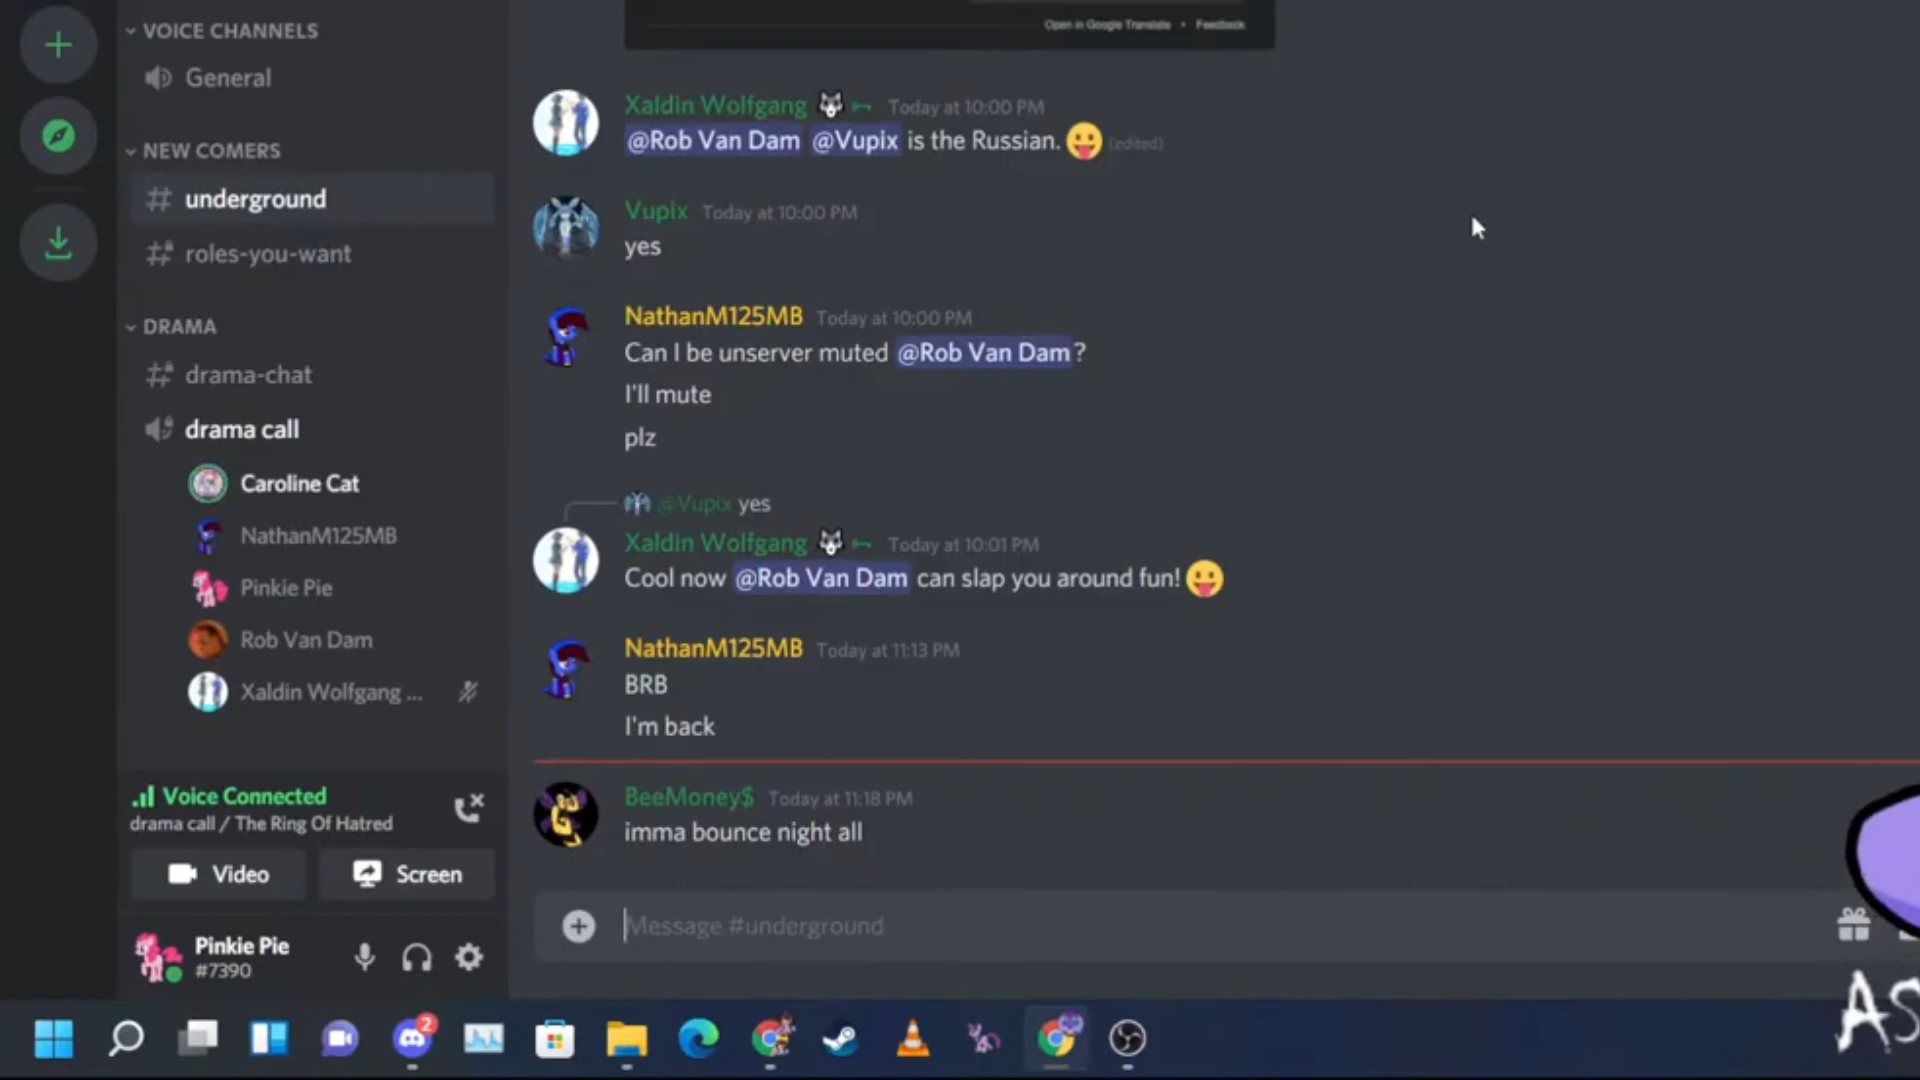 VOICE CHANNELS
General
NEW COMERS
underground
roles-you-want
DRAMA
drama-chat
drama call
Caroline Cat
NathanM125MB
Pinkie Pie
Rob Van Dam
Xaldin Wolfgang ...
Voice Connected
drama call / The Ring Of Hatred
Video
Screen
Pinkie Pie
#7390
Open in Google Translate • Feedback
Xaldin Wolfgang Today at 10:00 PM
@Rob Van Dam @Vupix is the Russian. (edited)
Vupix Today at 10:00 PM
yes
NathanM125MB Today at 10:00 PM
Can I be unserver muted @Rob Van Dam?
I'll mute
plz
@Vupix yes
Xaldin Wolfgang Today at 10:01 PM
Cool now @Rob Van Dam can slap you around fun!
NathanM125MB Today at 11:13 PM
BRB
I'm back
BeeMoney$ Today at 11:18 PM
imma bounce night all
Message #underground
AS
2